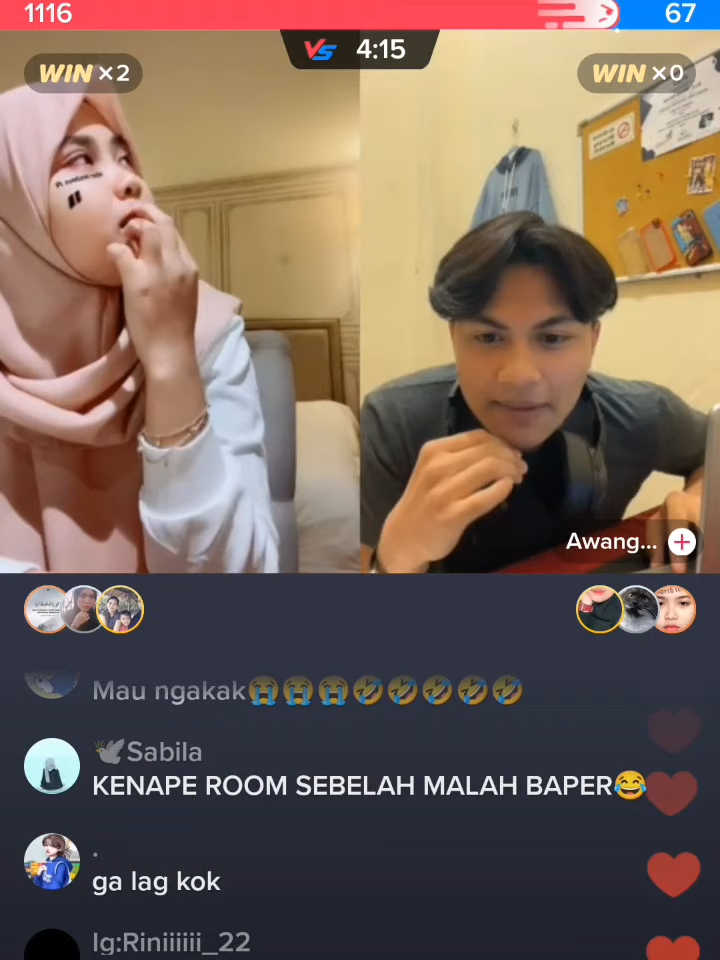 1116
67
VS 4:15
WIN ×2
WIN ×0
Awang...
Mau ngakak😭😭😭🤣🤣🤣🤣🤣
🕊️Sabila
KENAPE ROOM SEBELAH MALAH BAPER😂
.
ga lag kok
Ig:Riniiiiii_22